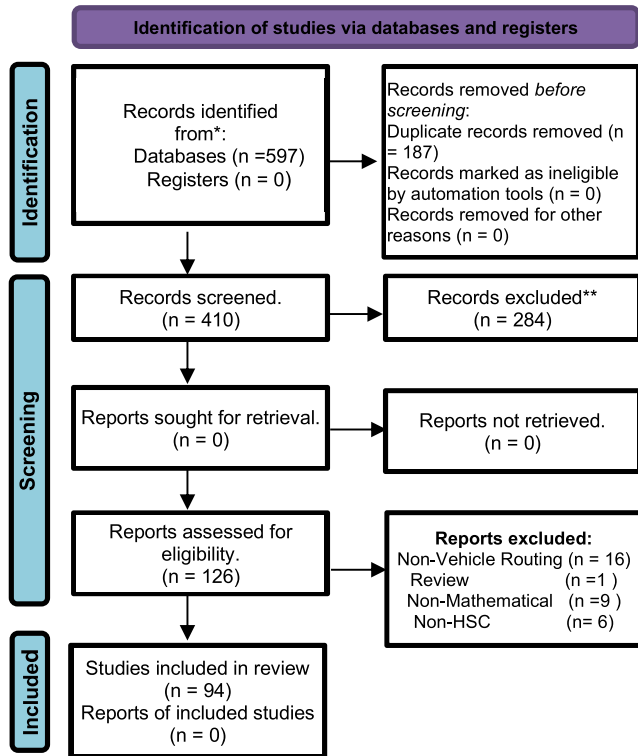 Identification of studies via databases and registers
Identification
Records identified
from*:
Databases (n =597)
Registers (n = 0)
Records removed before
screening:
Duplicate records removed (n
= 187)
Records marked as ineligible
by automation tools (n = 0)
Records removed for other
reasons (n = 0)
Screening
Records screened.
(n = 410)
Records excluded**
(n = 284)
Reports sought for retrieval.
(n = 0)
Reports not retrieved.
(n = 0)
Reports assessed for
eligibility.
(n = 126)
Reports excluded:
Non-Vehicle Routing (n = 16)
Review (n =1 )
Non-Mathematical (n =9 )
Non-HSC (n= 6)
Included
Studies included in review
(n = 94)
Reports of included studies
(n = 0)